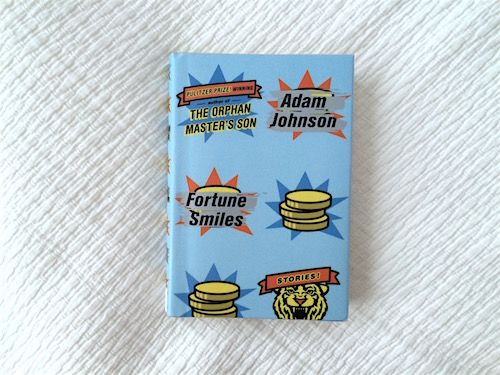 PULITZER PRIZE! WINNING
author of
THE ORPHAN
MASTER'S SON
Adam
Johnson
Fortune
Smiles
STORIES!